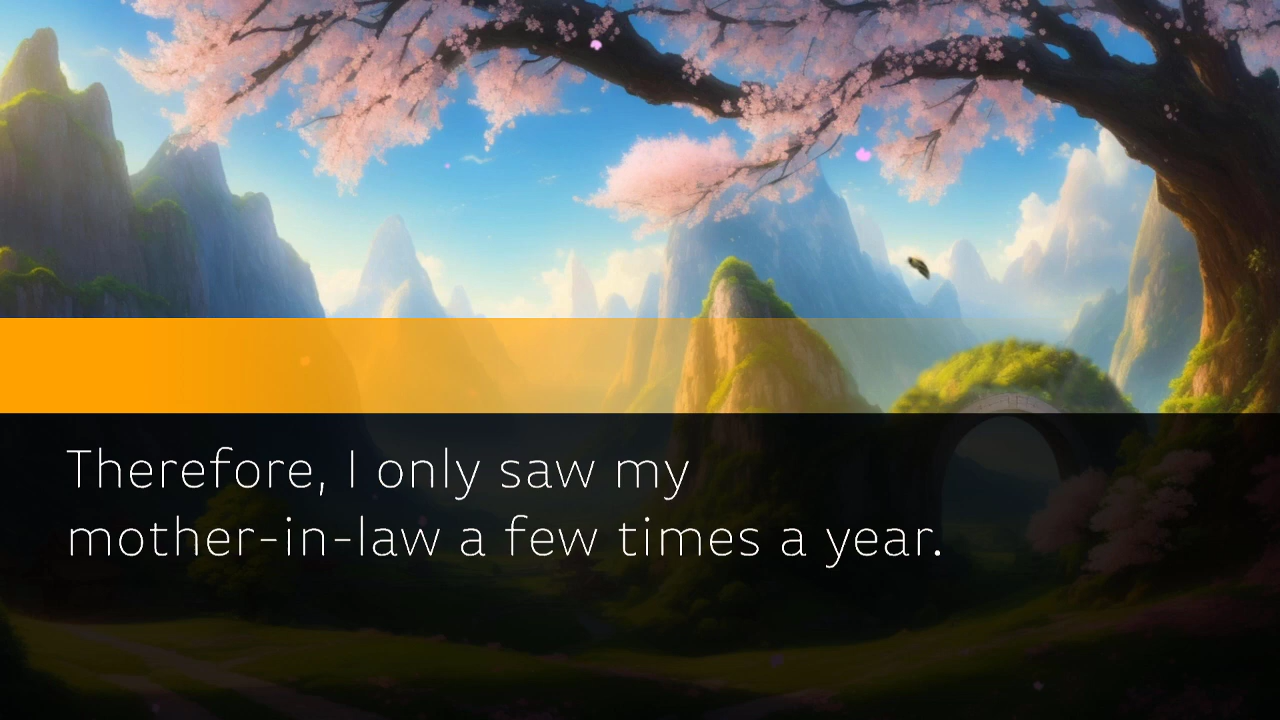 Therefore, I only saw my
mother-in-law a few times a year.